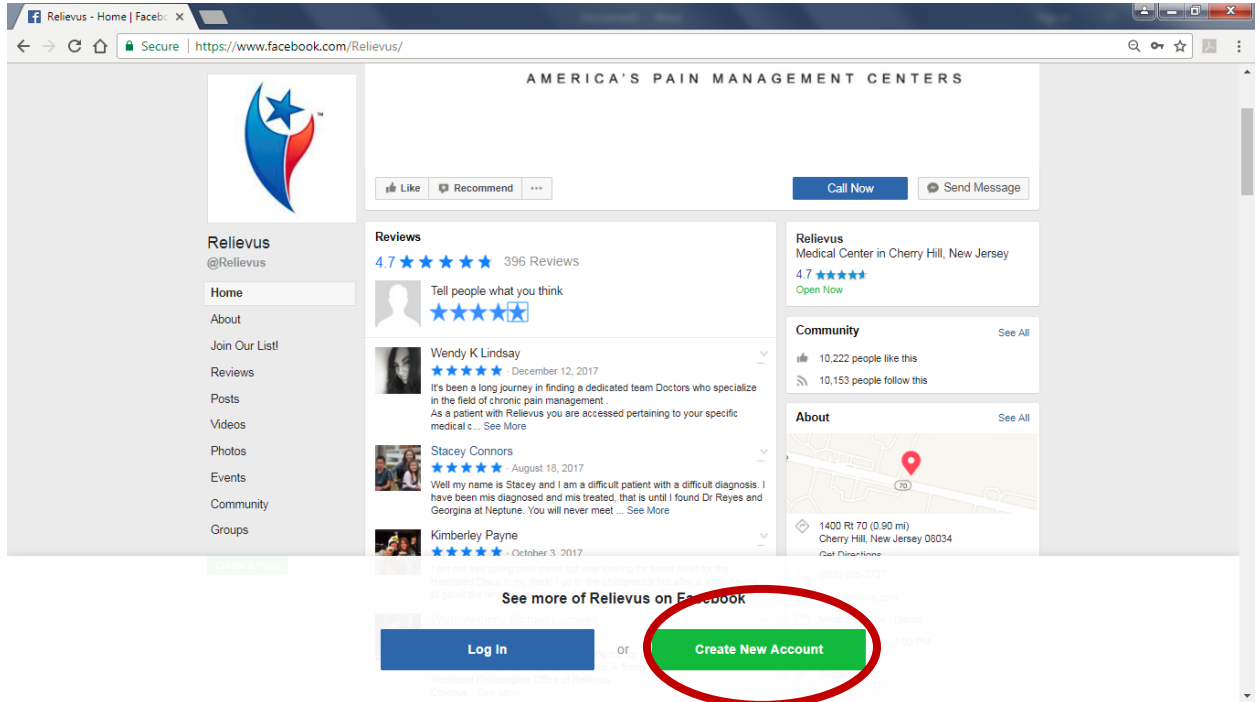 Relievus - Home | Facebo
Secure | https://www.facebook.com/Relievus/
AMERICA'S PAIN MANAGEMENT CENTERS
™
Like Recommend ...
Call Now Send Message
Relievus
@Relievus
Home
About
Join Our List!
Reviews
Posts
Videos
Photos
Events
Community
Groups
Reviews
4.7 396 Reviews
Tell people what you think
Wendy K Lindsay
- December 12, 2017
It's been a long journey in finding a dedicated team Doctors who specialize
in the field of chronic pain management .
As a patient with Relievus you are accessed pertaining to your specific
medical c... See More
Stacey Connors
- August 18, 2017
Well my name is Stacey and I am a difficult patient with a difficult diagnosis. I
have been mis diagnosed and mis treated, that is until I found Dr Reyes and
Georgina at Neptune. You will never meet ... See More
Kimberley Payne
- October 3, 2017
Relievus
Medical Center in Cherry Hill, New Jersey
4.7
Open Now
Community See All
10,222 people like this
10,153 people follow this
About See All
70
1400 Rt 70 (0.90 mi)
Cherry Hill, New Jersey 08034
Get Directions
See more of Relievus on Facebook
Log In or Create New Account